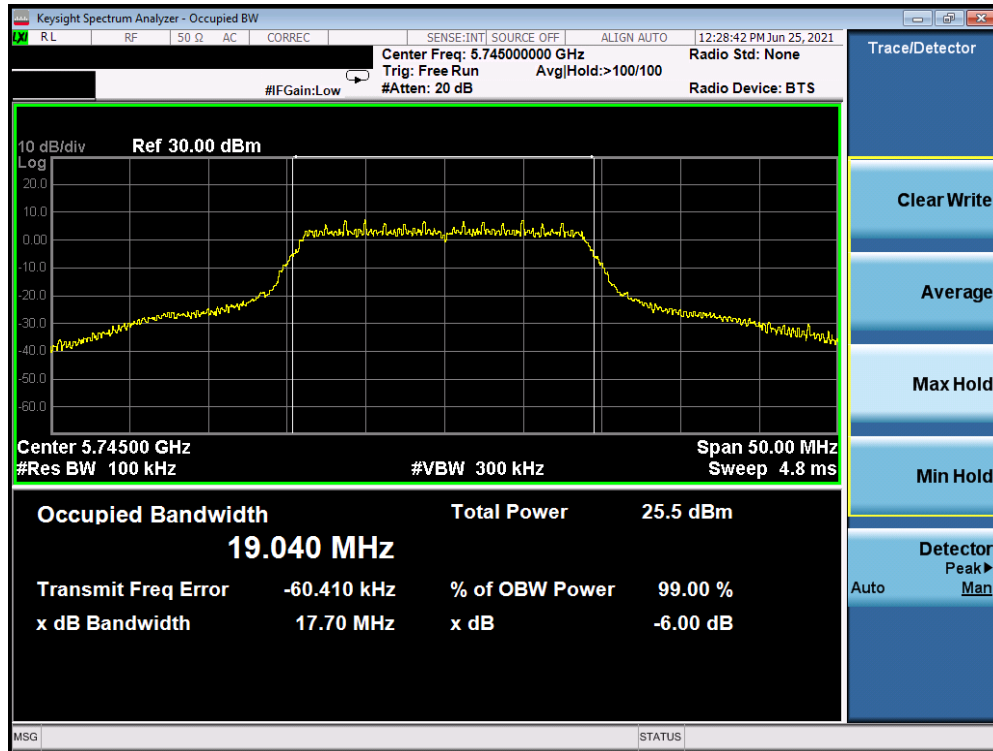 Keysight Spectrum Analyzer - Occupied BW
LXI RL RF 50 Ω AC CORREC SENSE:INT SOURCE OFF ALIGN AUTO 12:28:42 PM Jun 25, 2021
Center Freq: 5.745000000 GHz Radio Std: None
Trig: Free Run Avg|Hold:>100/100
#IFGain:Low #Atten: 20 dB Radio Device: BTS
Trace/Detector
10 dB/div Ref 30.00 dBm
Log
20.0
10.0
0.00
-10.0
-20.0
-30.0
-40.0
-50.0
-60.0
Center 5.74500 GHz Span 50.00 MHz
#Res BW 100 kHz #VBW 300 kHz Sweep 4.8 ms
Occupied Bandwidth Total Power 25.5 dBm
19.040 MHz
Transmit Freq Error -60.410 kHz % of OBW Power 99.00 %
x dB Bandwidth 17.70 MHz x dB -6.00 dB
Clear Write
Average
Max Hold
Min Hold
Detector
Peak▶
Auto Man
MSG STATUS